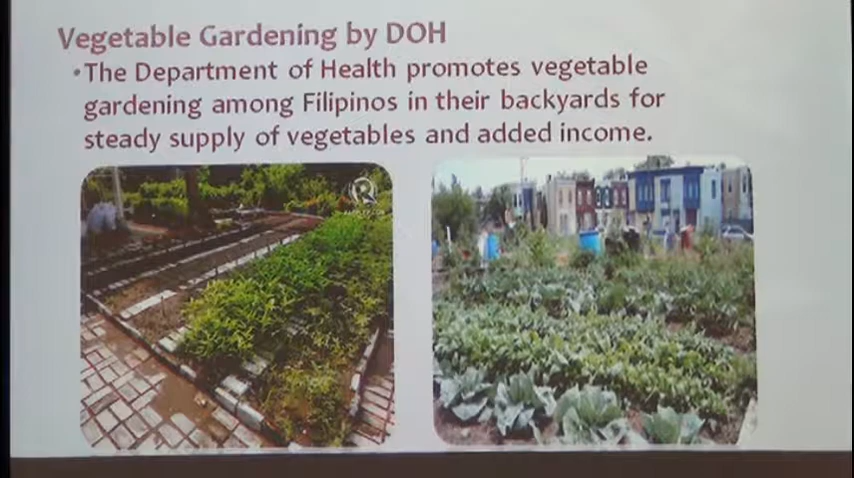 Vegetable Gardening by DOH
•The Department of Health promotes vegetable
gardening among Filipinos in their backyards for
steady supply of vegetables and added income.